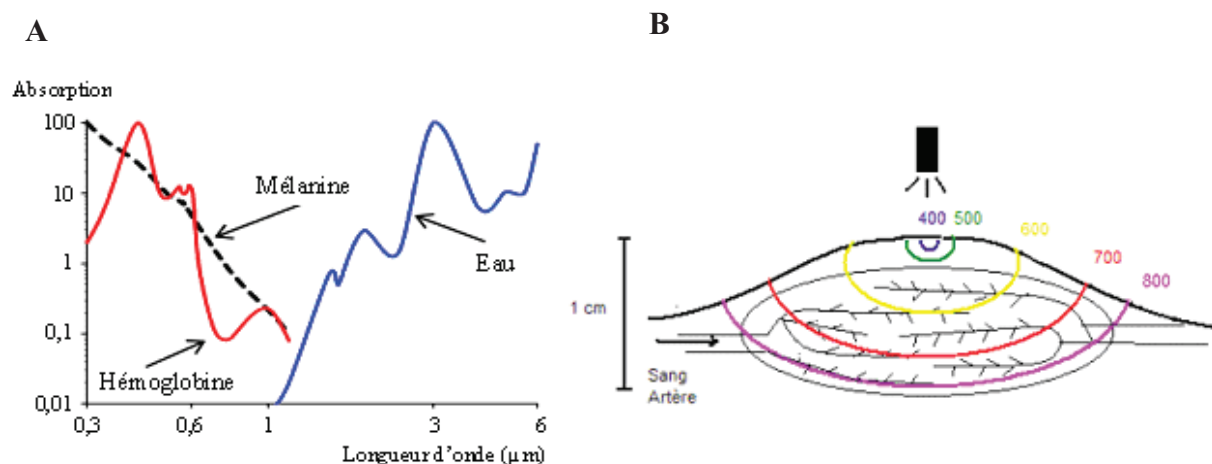 A
B
Absorption
100
10
1
0,1
0,01
Mélanine
Eau
Hémoglobine
0,3
0,6
1
3
6
Longueur d'onde (µm)
400
500
600
700
800
1 cm
Sang
Artère